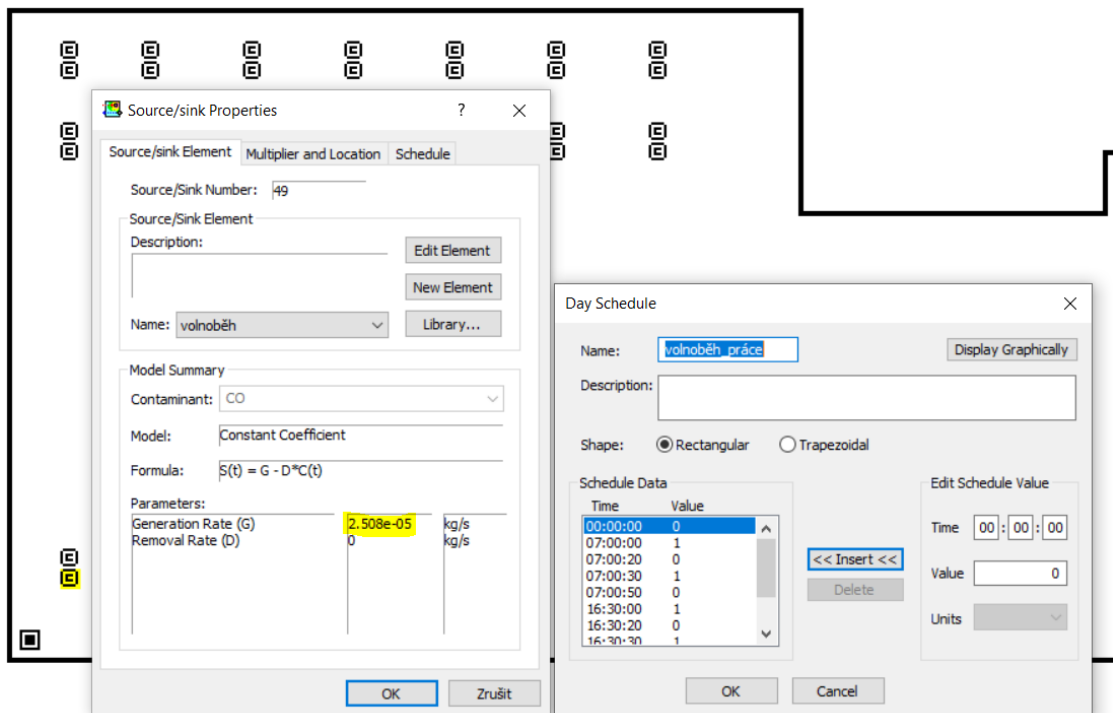 Source/sink Properties
?
Source/sink Element
Multiplier and Location
Schedule
Source/Sink Number: 49
Source/Sink Element
Description:
Edit Element
New Element
Name: volnoběh
Library...
Model Summary
Contaminant: CO
Model: Constant Coefficient
Formula: S(t) = G - D*C(t)
Parameters:
Generation Rate (G) 2.508e-05 kg/s
Removal Rate (D) 0 kg/s
OK
Zrušit
Day Schedule
Name: volnoběh_práce
Display Graphically
Description:
Shape: Rectangular Trapezoidal
Schedule Data
Time Value
00:00:00 0
07:00:00 1
07:00:20 0
07:00:30 1
07:00:50 0
16:30:00 1
16:30:20 0
16:30:30 1
<< Insert <<
Delete
Edit Schedule Value
Time 00 : 00 : 00
Value 0
Units
OK
Cancel